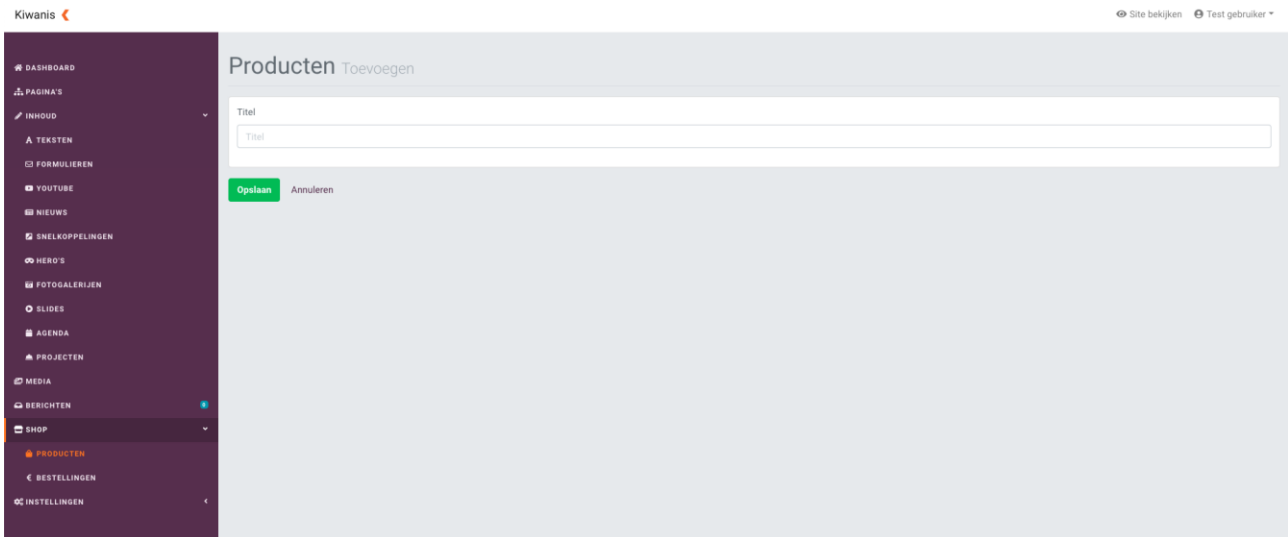 Kiwanis
Site bekijken
Test gebruiker
DASHBOARD
PAGINA'S
INHOUD
TEKSTEN
FORMULIEREN
YOUTUBE
NIEUWS
SNELKOPPELINGEN
HERO'S
FOTOGALERIJEN
SLIDES
AGENDA
PROJECTEN
MEDIA
BERICHTEN 0
SHOP
PRODUCTEN
BESTELLINGEN
INSTELLINGEN
Producten Toevoegen
Titel
Titel
Opslaan Annuleren